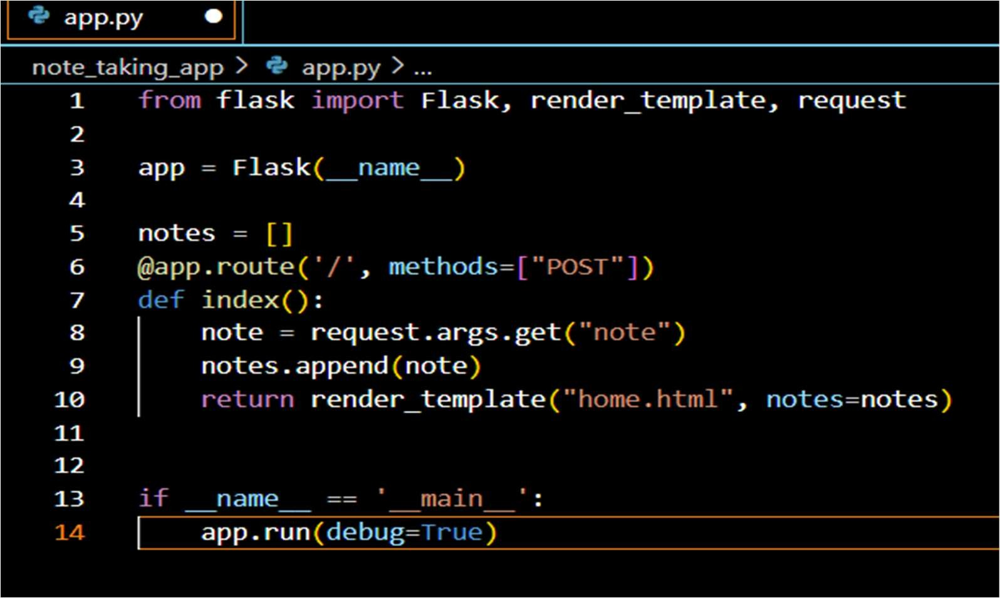 app.py
note_taking_app > app.py > ...
1 from flask import Flask, render_template, request
2
3 app = Flask(__name__)
4
5 notes = []
6 @app.route('/', methods=["POST"])
7 def index():
8     note = request.args.get("note")
9     notes.append(note)
10     return render_template("home.html", notes=notes)
11
12
13 if __name__ == '__main__':
14     app.run(debug=True)